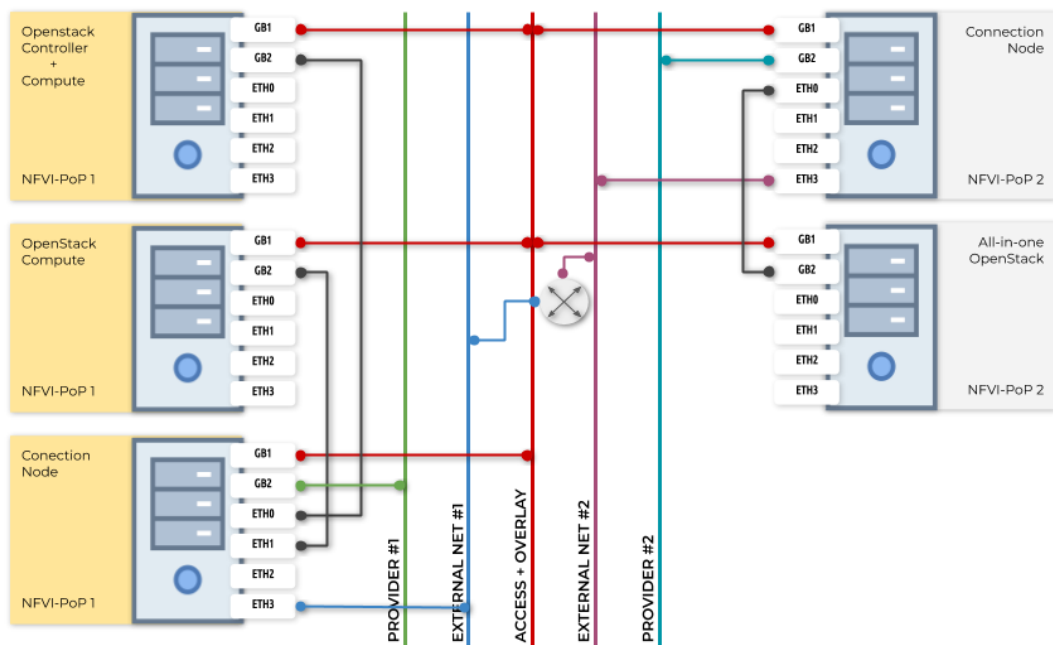 Openstack
Controller
+
Compute
NFVI-PoP 1
GB1
GB2
ETH0
ETH1
ETH2
ETH3
OpenStack
Compute
NFVI-PoP 1
GB1
GB2
ETH0
ETH1
ETH2
ETH3
Conection
Node
NFVI-PoP 1
GB1
GB2
ETH0
ETH1
ETH2
ETH3
PROVIDER #1
EXTERNAL NET #1
ACCESS + OVERLAY
EXTERNAL NET #2
PROVIDER #2
GB1
GB2
ETH0
ETH1
ETH2
ETH3
Connection
Node
NFVI-PoP 2
GB1
GB2
ETH0
ETH1
ETH2
ETH3
All-in-one
OpenStack
NFVI-PoP 2